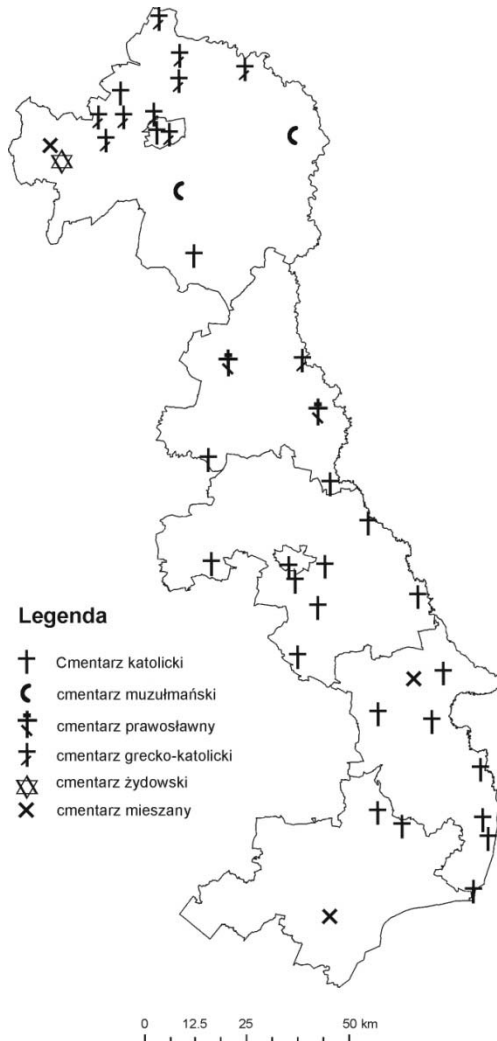 Legenda
Cmentarz katolicki
cmentarz muzułmański
cmentarz prawosławny
cmentarz grecko-katolicki
cmentarz żydowski
cmentarz mieszany
0 12.5 25 50 km